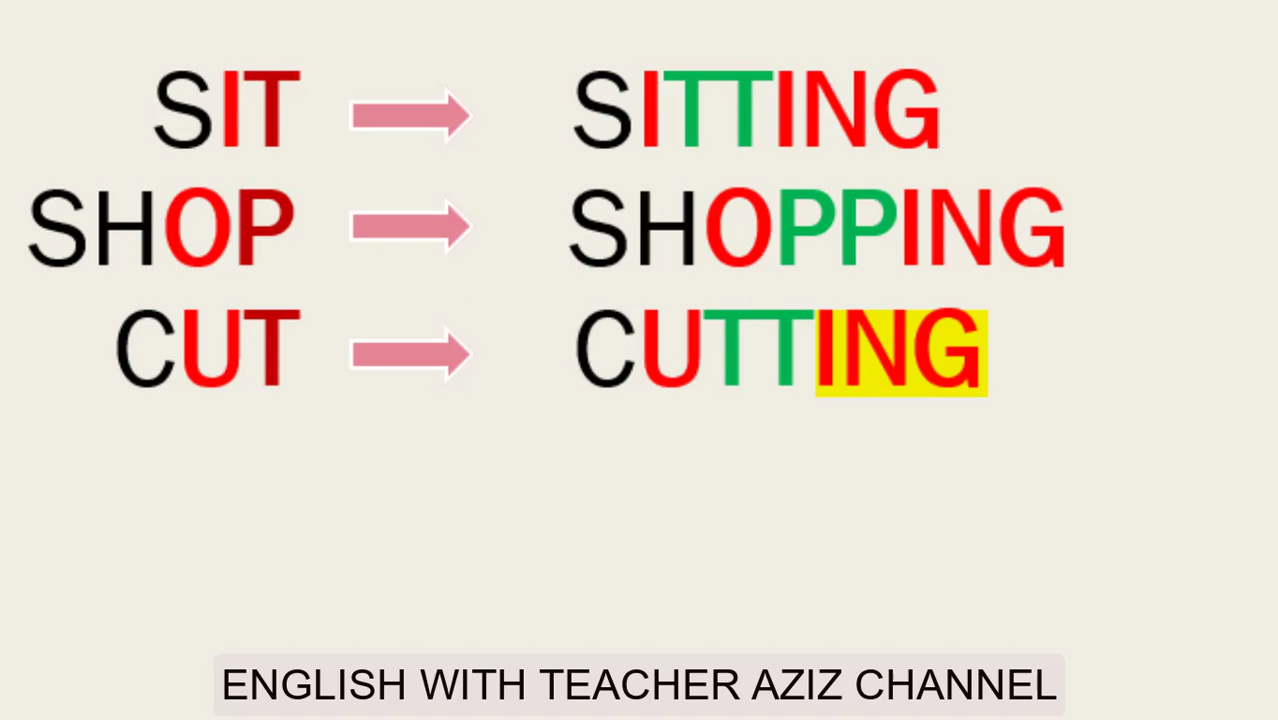 SIT SITTING
SHOP SHOPPING
CUT CUTTING
ENGLISH WITH TEACHER AZIZ CHANNEL